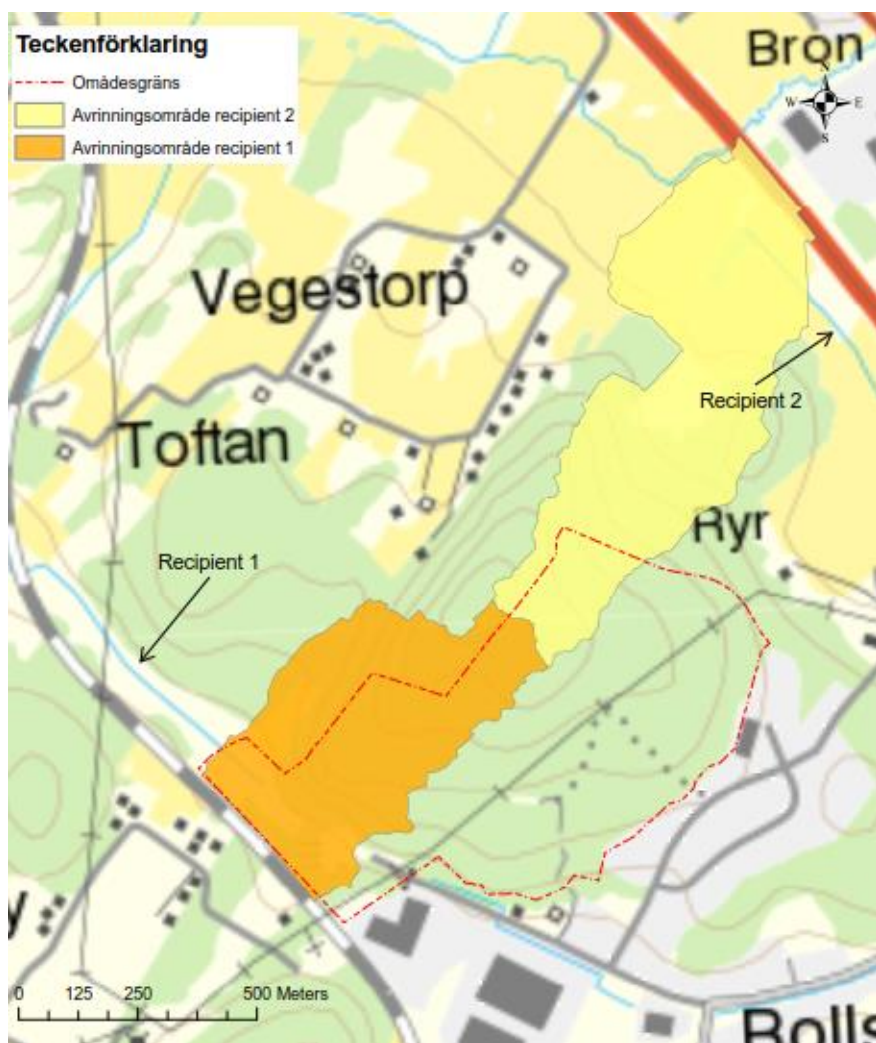 Teckenförklaring
Omådesgräns
Avrinningsområde recipient 2
Avrinningsområde recipient 1
Bron
N
W E
S
Vegestorp
Recipient 2
Toftan
Ryr
Recipient 1
y
0 125 250 500 Meters
Rolls